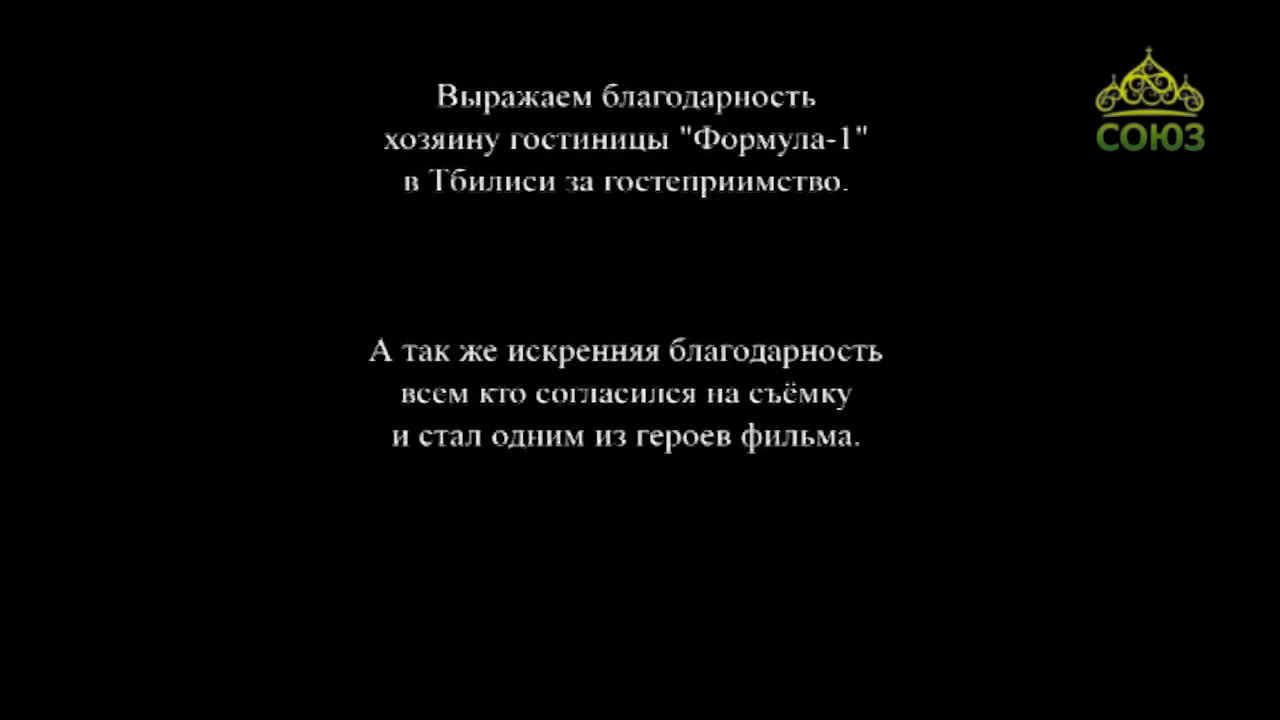 Выражаем благодарность
хозяину гостиницы "Формула-1"
в Тбилиси за гостеприимство.
СОЮЗ
А так же искренняя благодарность
всем кто согласился на съёмку
и стал одним из героев фильма.